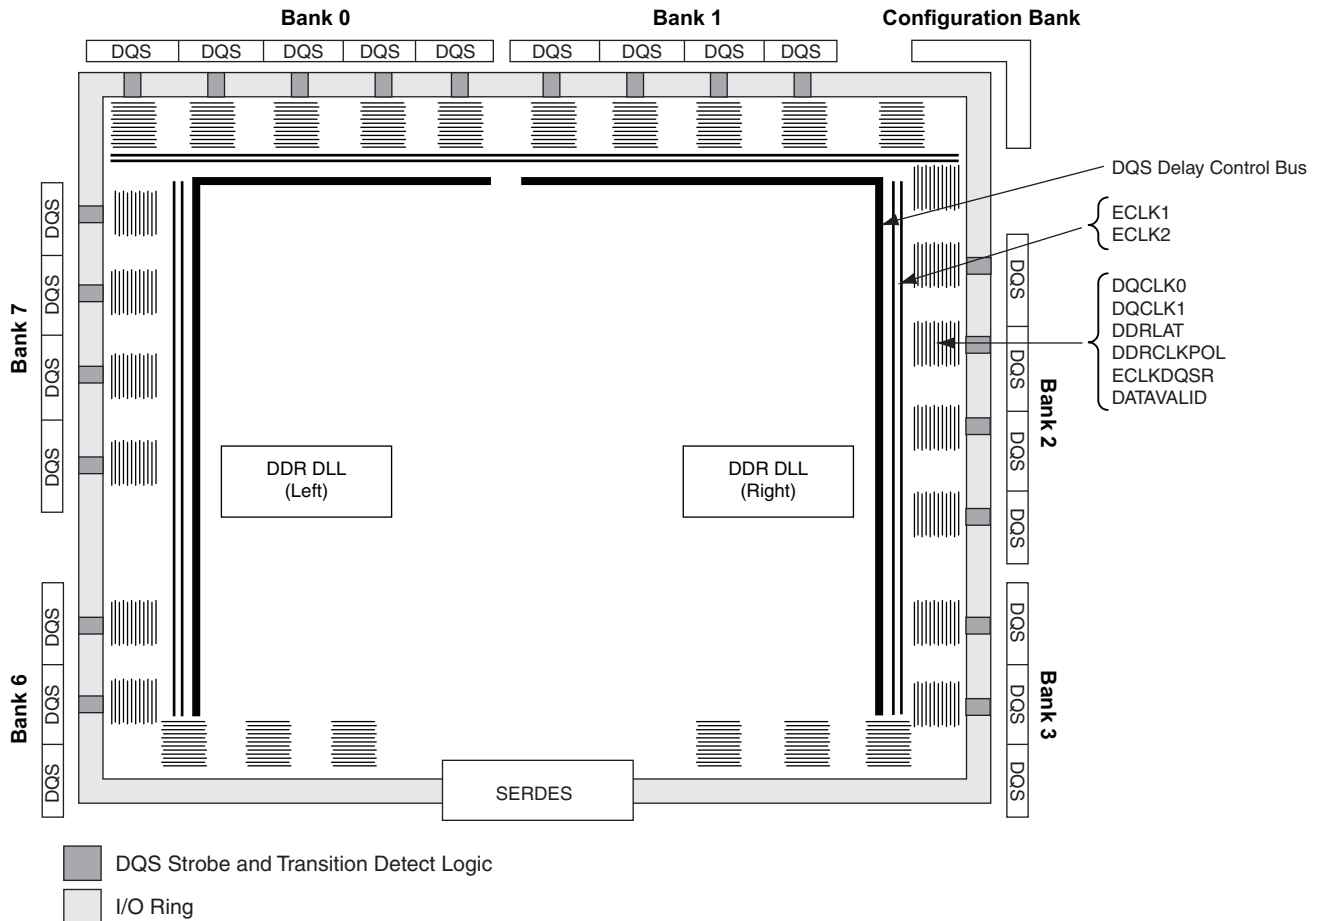 Bank 0
Bank 1
Configuration Bank
DQS DQS DQS DQS DQS
DQS DQS DQS DQS
DQS Delay Control Bus
ECLK1
ECLK2
DQCLK0
DQCLK1
DDRLAT
DDRCLKPOL
ECLKDQSR
DATAVALID
Bank 7
DQS
DQS
DQS
DQS
Bank 2
DQS
DQS
DQS
DQS
DDR DLL
(Left)
DDR DLL
(Right)
Bank 6
DQS
DQS
DQS
Bank 3
DQS
DQS
DQS
SERDES
DQS Strobe and Transition Detect Logic
I/O Ring